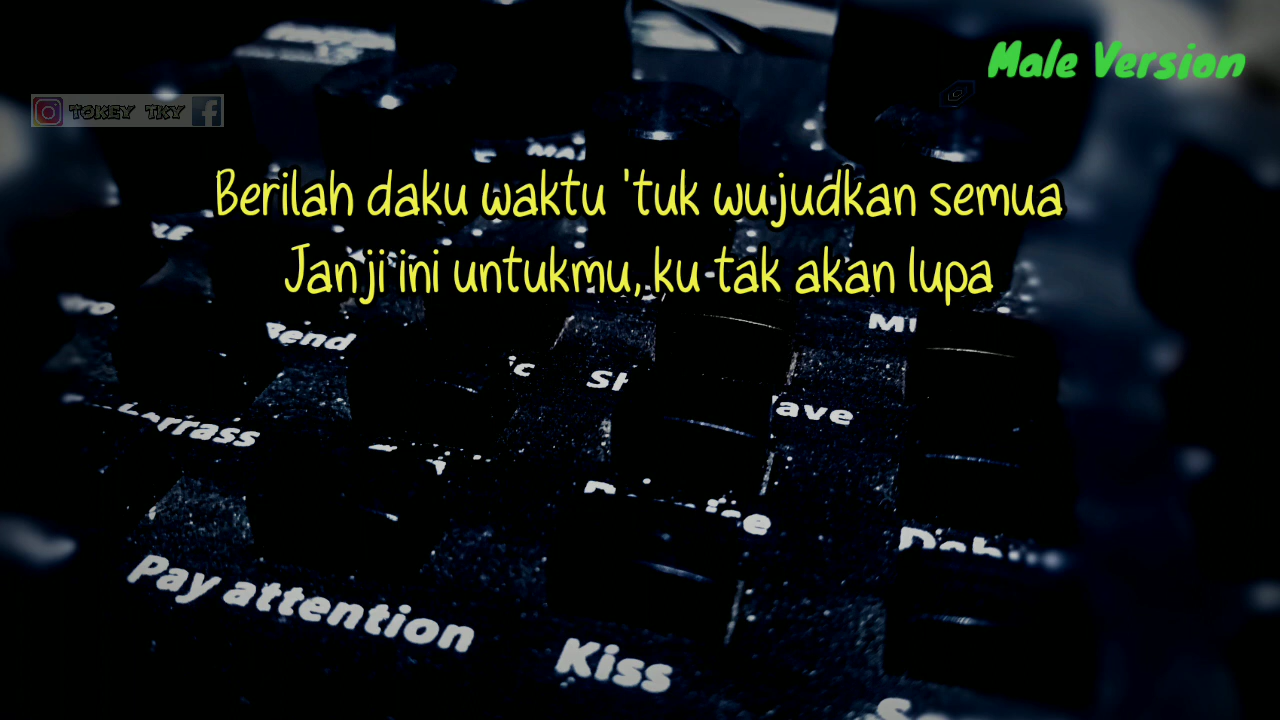 Male Version
TOKEY TKY
Berilah daku waktu 'tuk wujudkan semua
Janji ini untukmu, ku tak akan lupa
Bend
Pay attention
Kiss